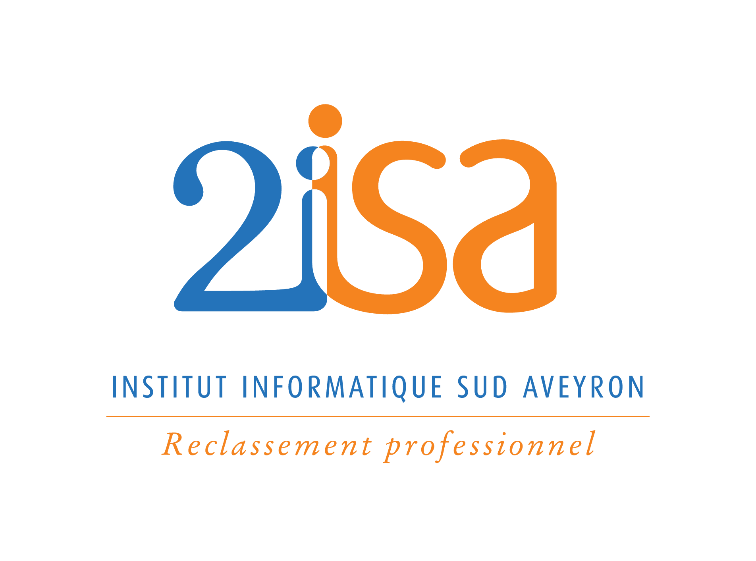 2isa
INSTITUT INFORMATIQUE SUD AVEYRON
Reclassement professionnel